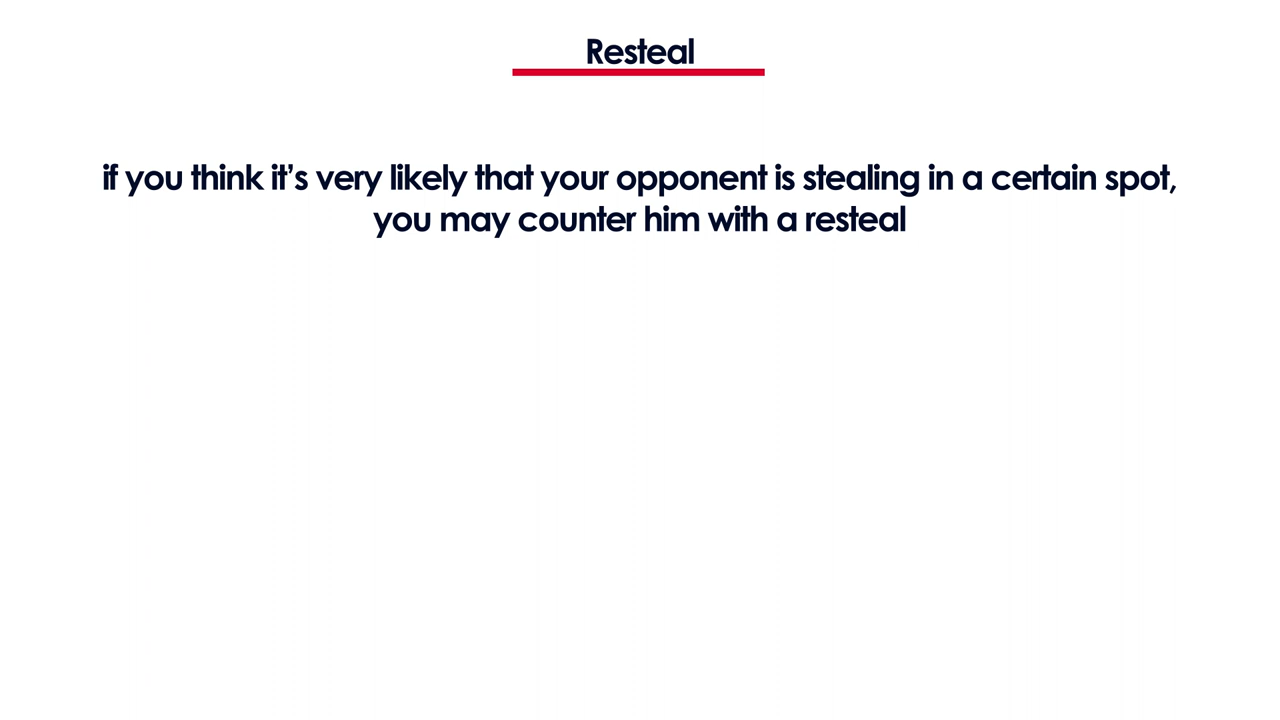 Resteal
if you think it's very likely that your opponent is stealing in a certain spot,
you may counter him with a resteal